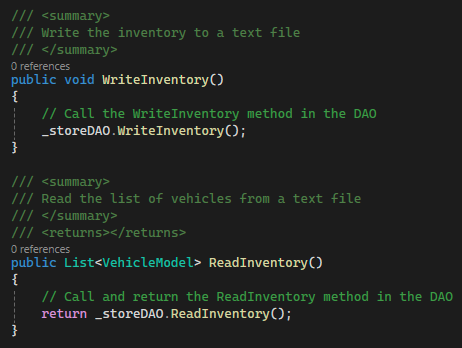 /// <summary>
/// Write the inventory to a text file
/// </summary>
0 references
public void WriteInventory()
{
// Call the WriteInventory method in the DAO
_storeDAO.WriteInventory();
}
/// <summary>
/// Read the list of vehicles from a text file
/// </summary>
/// <returns></returns>
0 references
public List<VehicleModel> ReadInventory()
{
// Call and return the ReadInventory method in the DAO
return _storeDAO.ReadInventory();
}